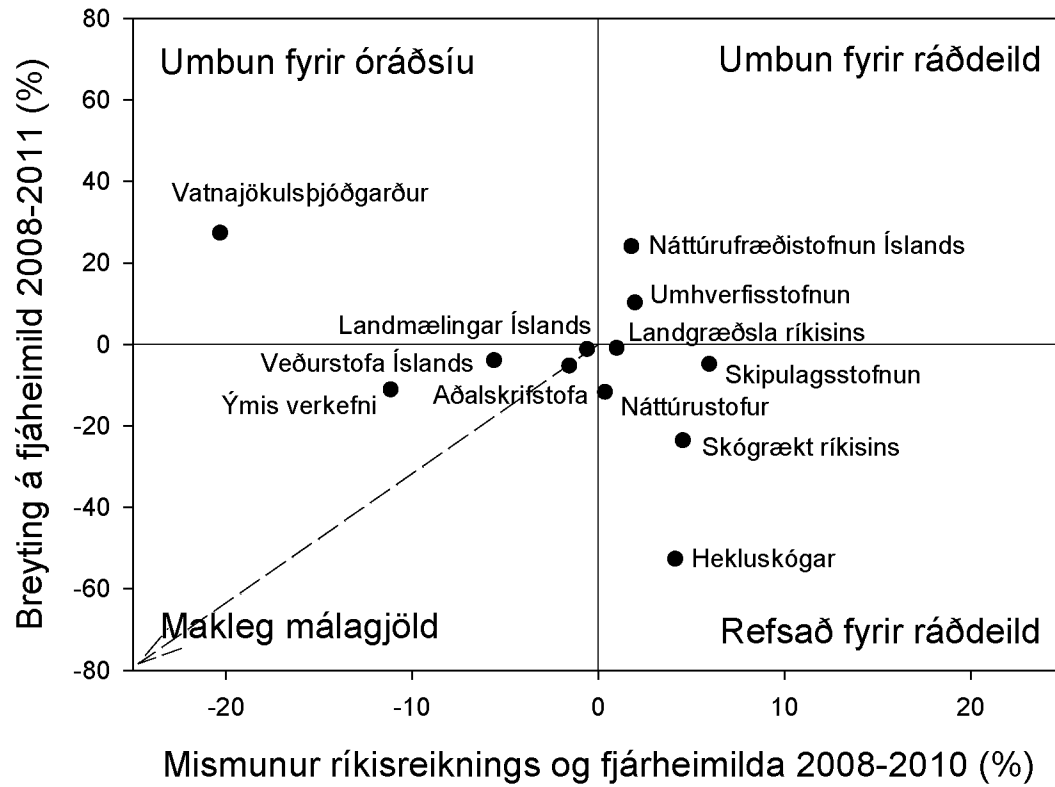 80
60
40
20
0
-20
-40
-60
-80
Breyting á fjáheimild 2008-2011 (%)
Umbun fyrir óráðsíu
Umbun fyrir ráðdeild
Vatnajökulsþjóðgarður
Náttúrufræðistofnun Íslands
Umhverfisstofnun
Landmælingar Íslands
Landgræðsla ríkisins
Veðurstofa Íslands
Skipulagsstofnun
Ýmis verkefni
Aðalskrifstofa
Náttúrustofur
Skógrækt ríkisins
Hekluskógar
Makleg málagjöld
Refsað fyrir ráðdeild
-20
-10
0
10
20
Mismunur ríkisreiknings og fjárheimilda 2008-2010 (%)